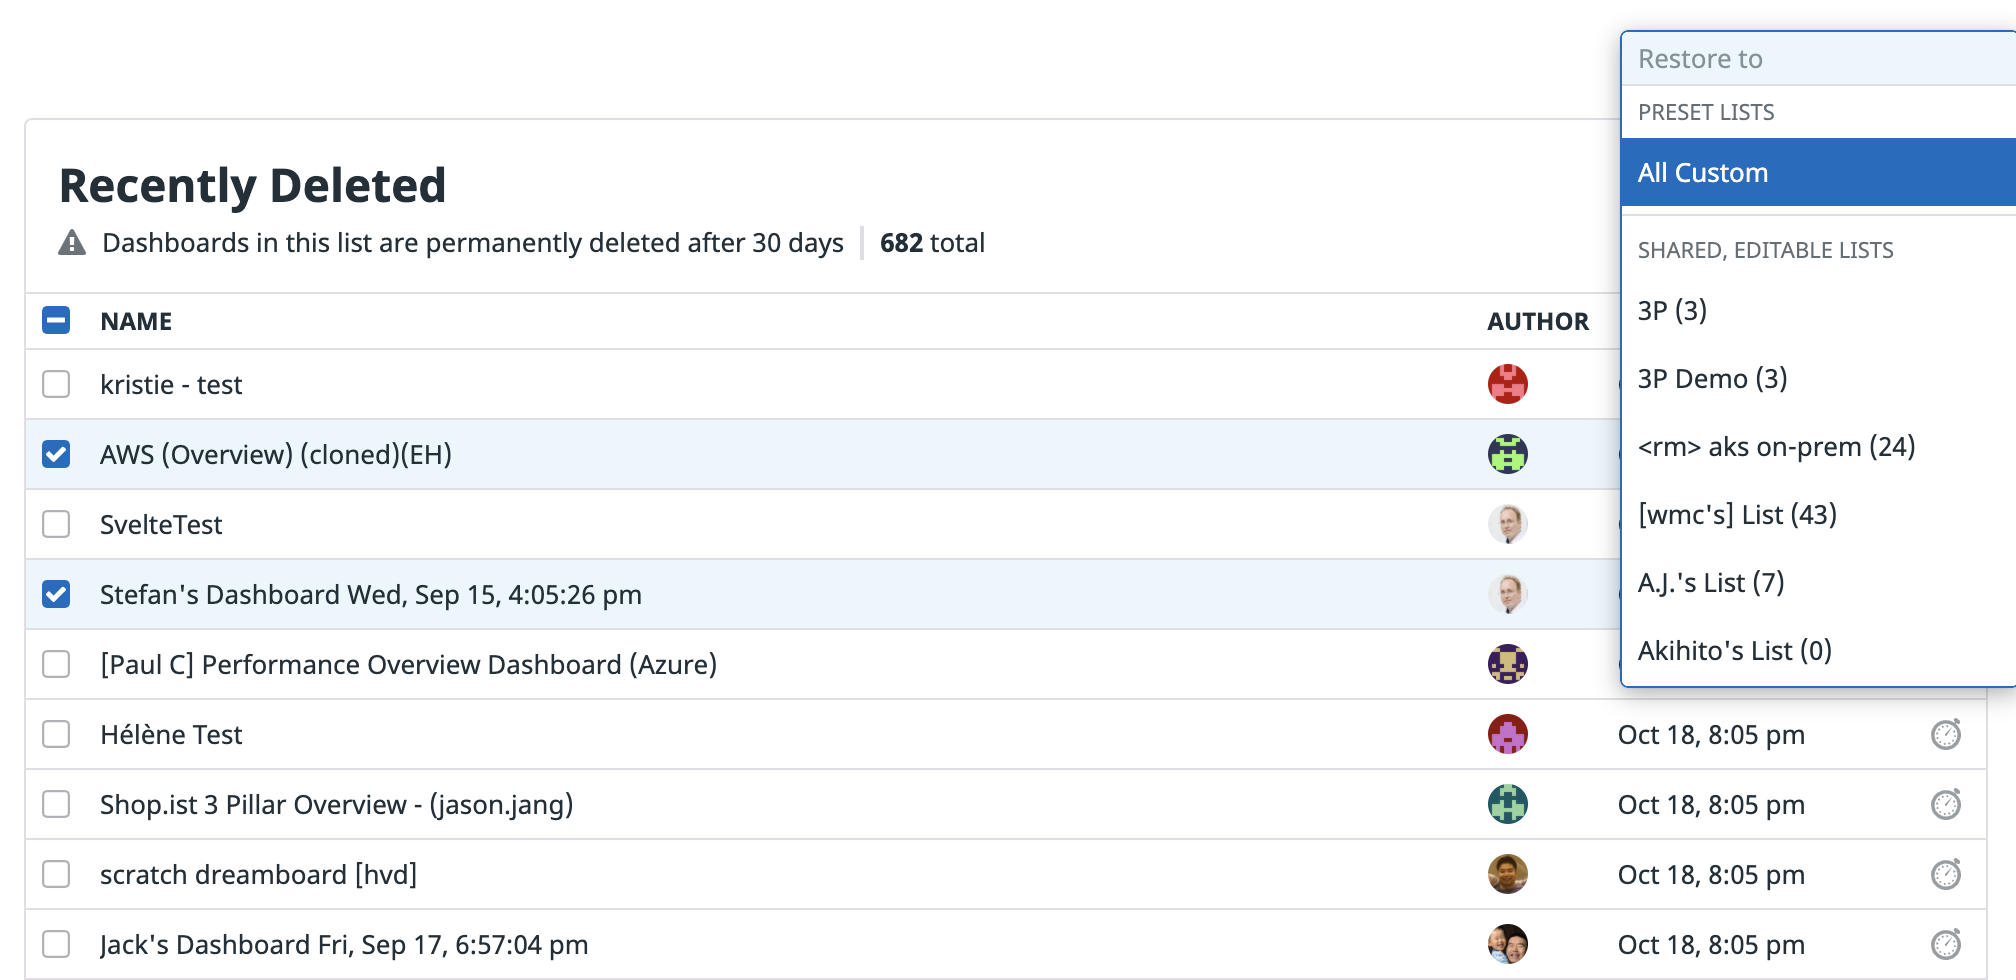 Restore to
PRESET LISTS
All Custom
SHARED, EDITABLE LISTS
3P (3)
3P Demo (3)
<rm> aks on-prem (24)
[wmc's] List (43)
A.J.'s List (7)
Akihito's List (0)
Recently Deleted
Dashboards in this list are permanently deleted after 30 days 682 total
NAME AUTHOR
kristie - test
AWS (Overview) (cloned)(EH)
SvelteTest
Stefan's Dashboard Wed, Sep 15, 4:05:26 pm
[Paul C] Performance Overview Dashboard (Azure)
Hélène Test Oct 18, 8:05 pm
Shop.ist 3 Pillar Overview - (jason.jang) Oct 18, 8:05 pm
scratch dreamboard [hvd] Oct 18, 8:05 pm
Jack's Dashboard Fri, Sep 17, 6:57:04 pm Oct 18, 8:05 pm